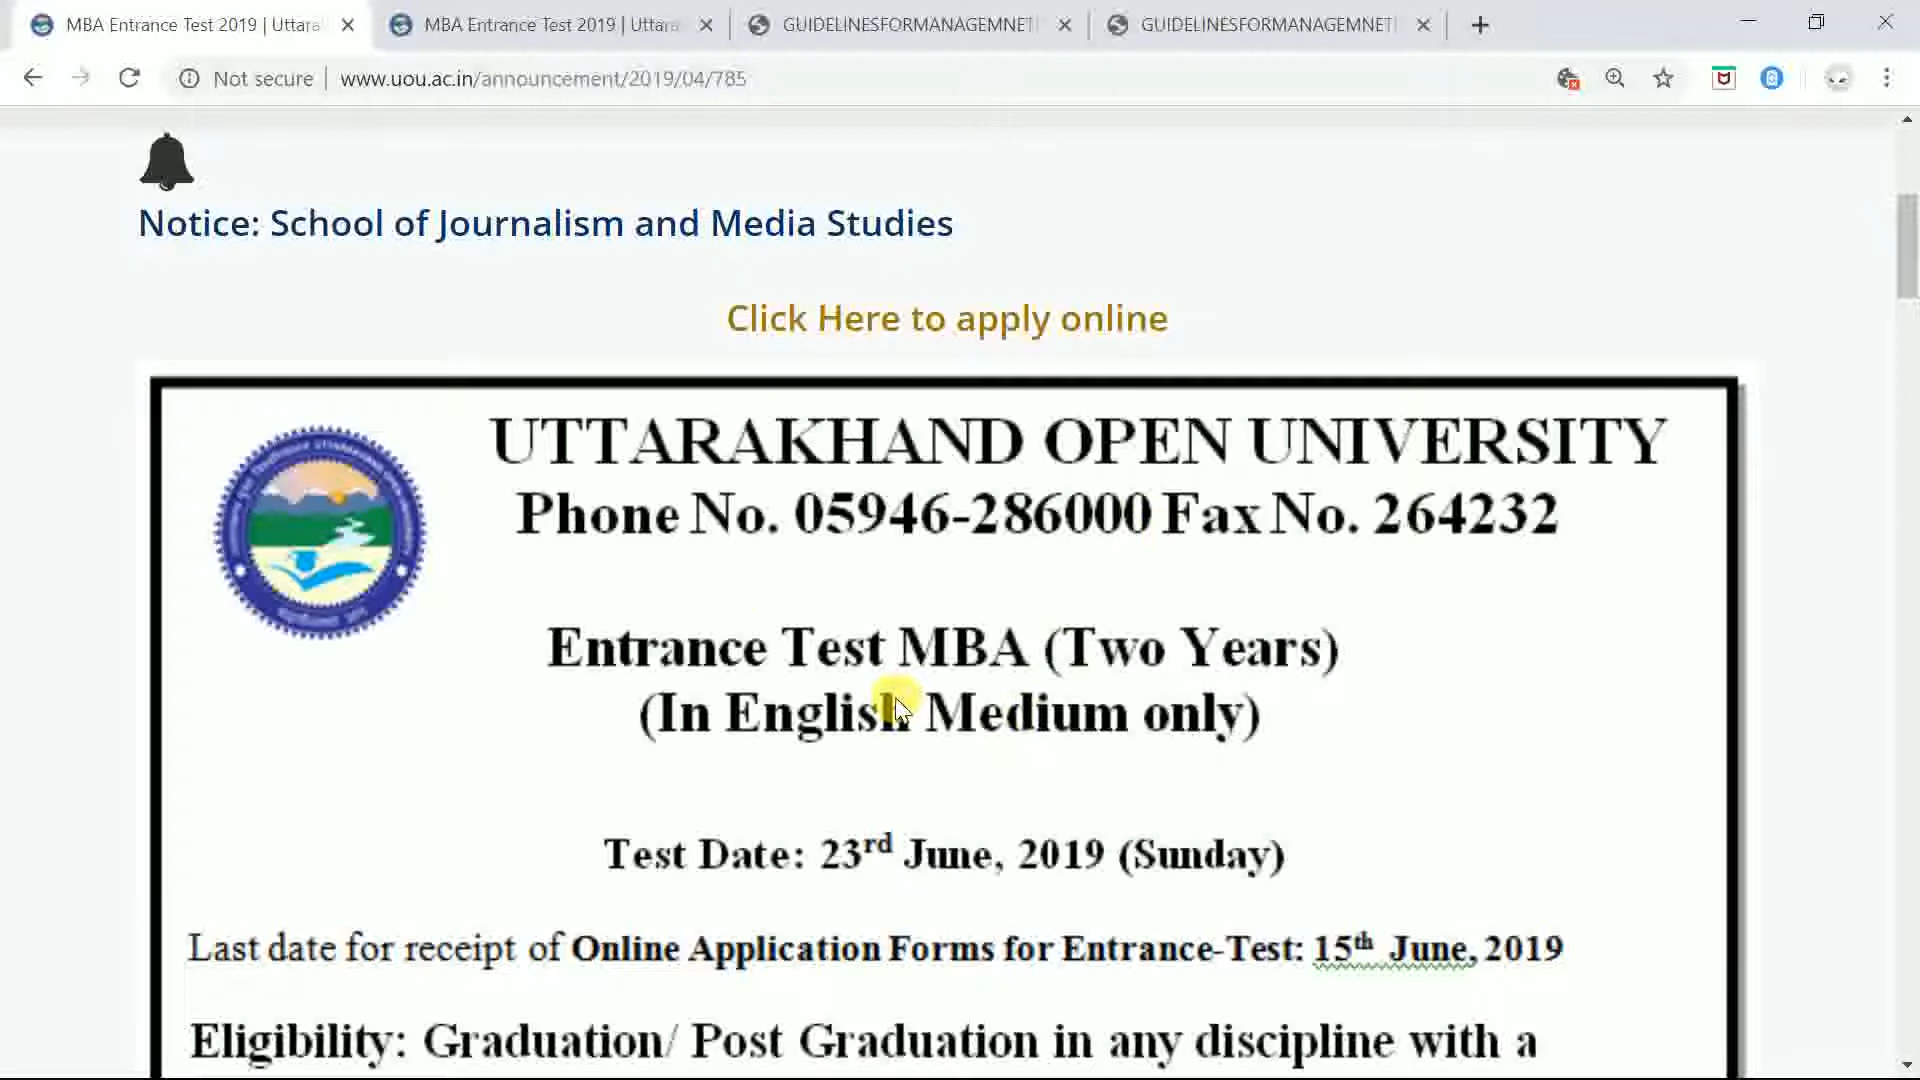 MBA Entrance Test 2019 | Uttara
MBA Entrance Test 2019 | Uttara
GUIDELINESFORMANAGEMNET
GUIDELINESFORMANAGEMNET
Not secure | www.uou.ac.in/announcement/2019/04/785
Notice: School of Journalism and Media Studies
Click Here to apply online
UTTARAKHAND OPEN UNIVERSITY
Phone No. 05946-286000 Fax No. 264232
Entrance Test MBA (Two Years)
(In English Medium only)
Test Date: 23rd June, 2019 (Sunday)
Last date for receipt of Online Application Forms for Entrance-Test: 15th June, 2019
Eligibility: Graduation/ Post Graduation in any discipline with a